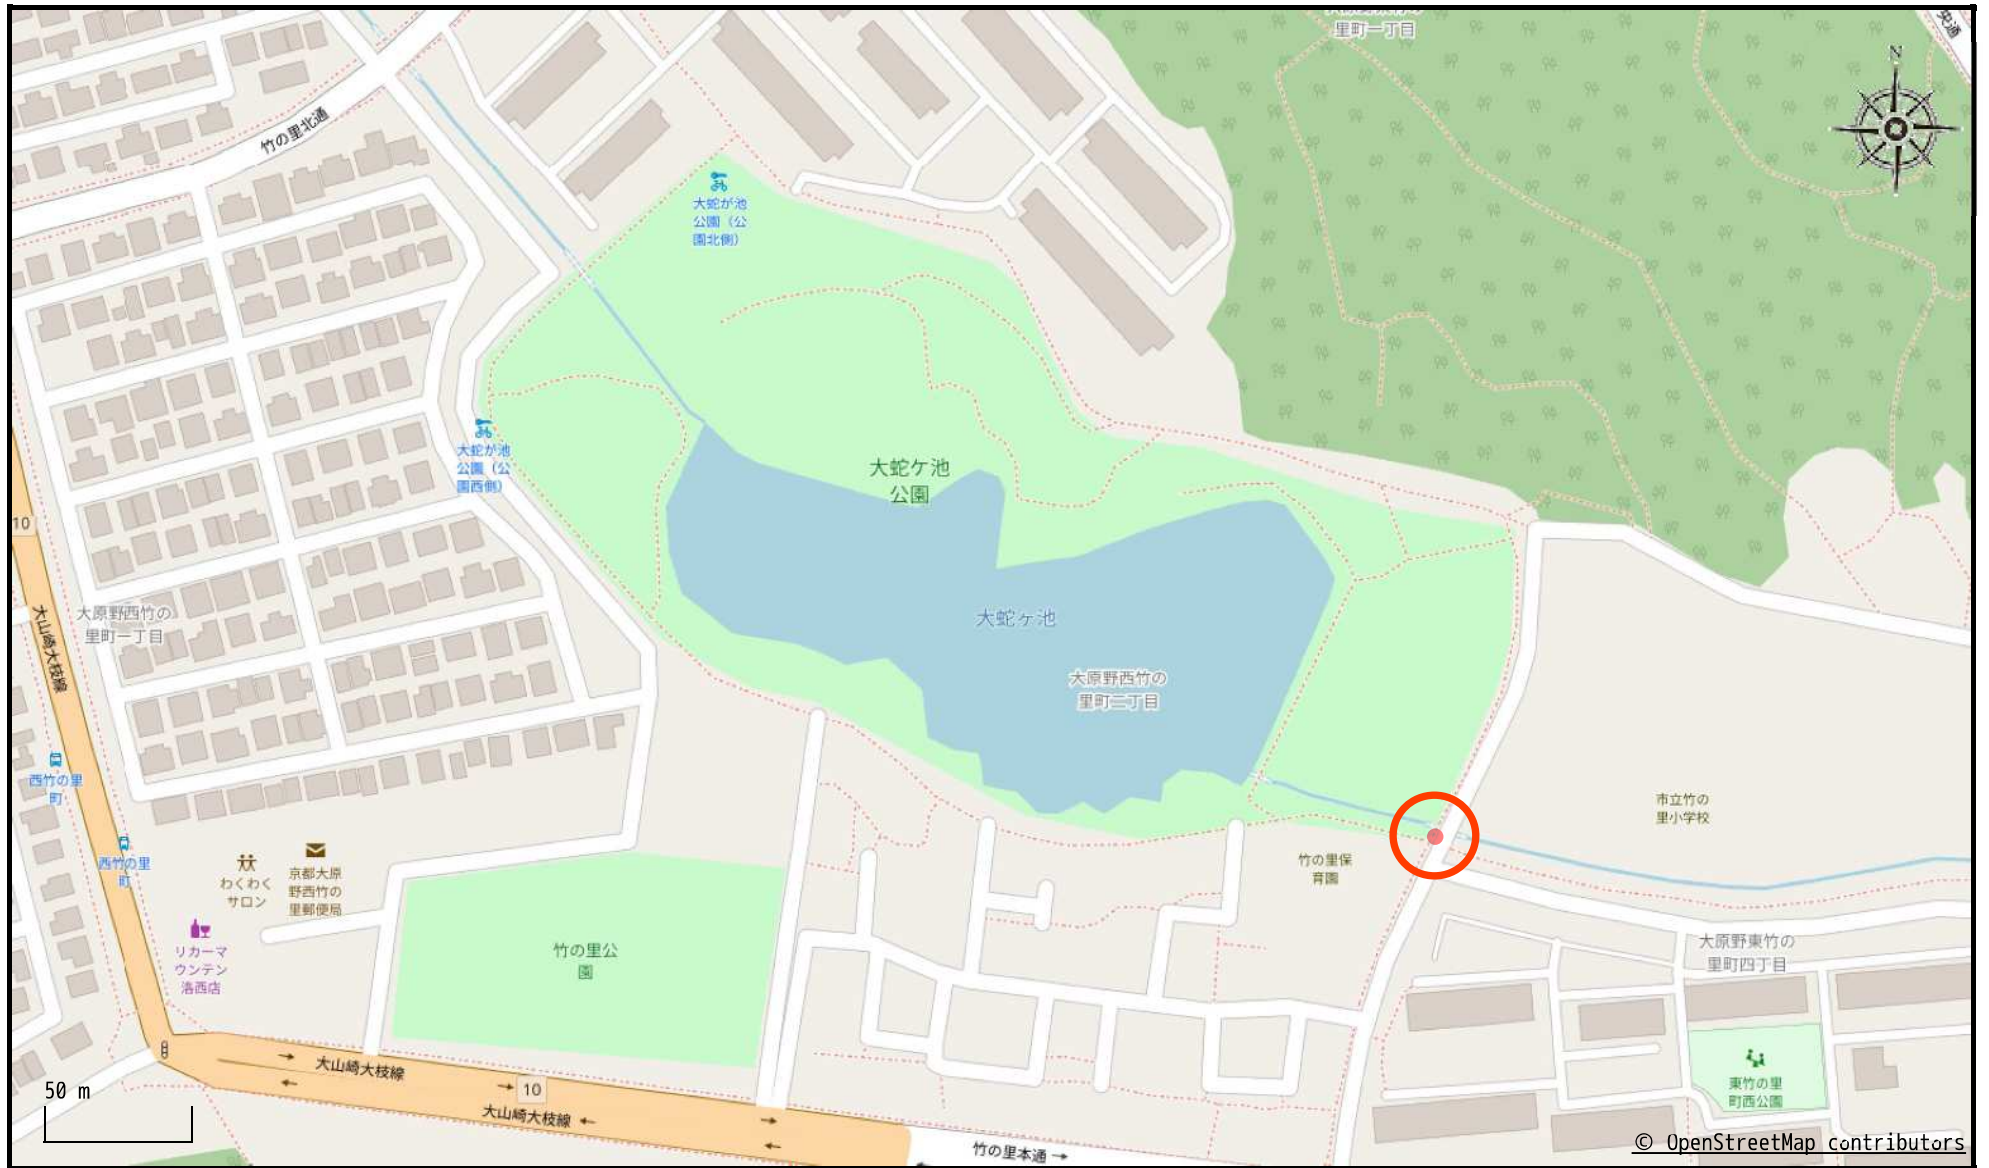 里町一丁目
央通
N
竹の里北通
大蛇が池
公園（公
園北側）
大蛇が池
公園（公
園西側）
大蛇ケ池
公園
10
大蛇ヶ池
大原野西竹の
里町一丁目
大山崎大枝線
大原野西竹の
里町二丁目
西竹の里
町
市立竹の
里小学校
西竹の里
町
わくわく
サロン
京都大原
野西竹の
里郵便局
竹の里保
育園
リカーマ
ウンテン
洛西店
竹の里公
園
大原野東竹の
里町四丁目
大山崎大枝線
10
大山崎大枝線
東竹の里
町西公園
竹の里本通
50 m
© OpenStreetMap contributors